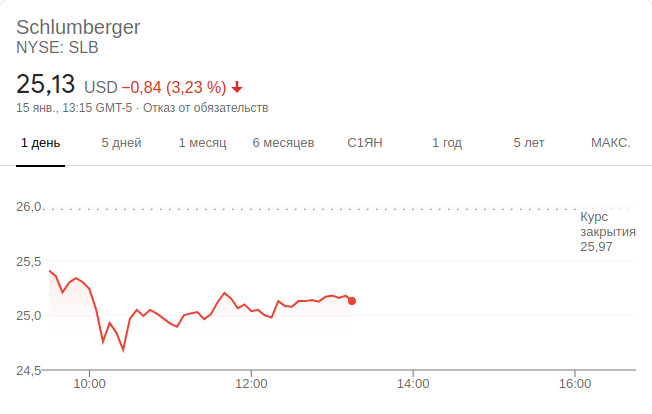 Schlumberger
NYSE: SLB
25,13 USD −0,84 (3,23 %)
15 янв., 13:15 GMT-5 · Отказ от обязательств
1 день 5 дней 1 месяц 6 месяцев С1ЯН 1 год 5 лет МАКС.
26,0
Курс
закрытия
25,97
25,5
25,0
24,5
10:00 12:00 14:00 16:00